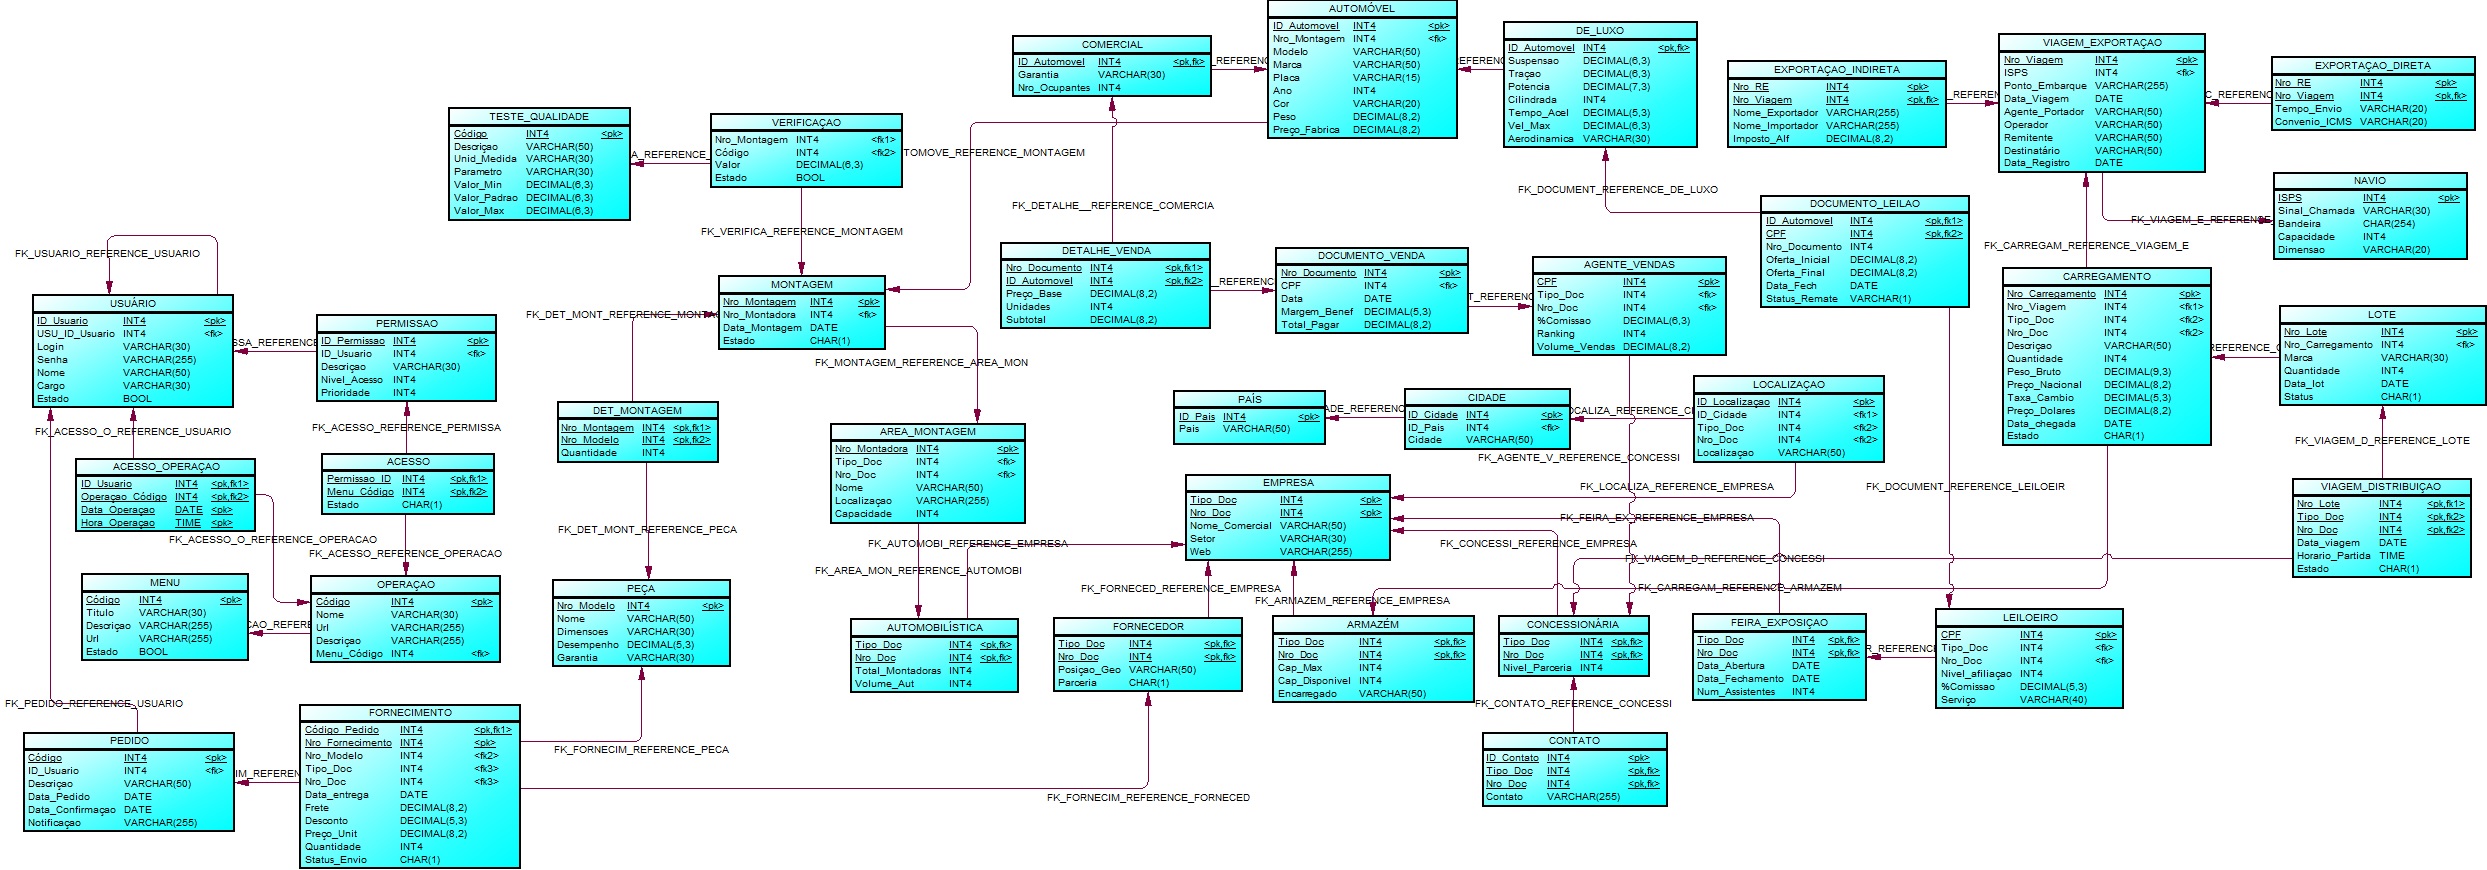 AUTOMÓVEL
ID_Automovel INT4 <pk>
Nro_Montagem INT4 <fk>
Modelo VARCHAR(50)
Marca VARCHAR(50)
Placa VARCHAR(15)
Ano INT4
Cor VARCHAR(20)
Peso DECIMAL(8,2)
Preço_Fabrica DECIMAL(8,2)
COMERCIAL
ID_Automovel INT4 <pk,fk>
Garantia VARCHAR(30)
Nro_Ocupantes INT4
_REFERENC
DE_LUXO
ID_Automovel INT4 <pk,fk>
Suspensao DECIMAL(6,3)
Traçao DECIMAL(6,3)
Potencia DECIMAL(7,3)
Cilindrada INT4
Tempo_Acel DECIMAL(5,3)
Vel_Max DECIMAL(6,3)
Aerodinamica VARCHAR(30)
EFERENC
EXPORTAÇAO_INDIRETA
Nro_RE INT4 <pk>
Nro_Viagem INT4 <pk,fk>
Nome_Exportador VARCHAR(255)
Nome_Importador VARCHAR(255)
Imposto_Alf DECIMAL(8,2)
_REFERE
VIAGEM_EXPORTAÇAO
Nro_Viagem INT4 <pk>
ISPS INT4 <fk>
Ponto_Embarque VARCHAR(255)
Data_Viagem DATE
Agente_Portador VARCHAR(50)
Operador VARCHAR(50)
Remitente VARCHAR(50)
Destinatário VARCHAR(50)
Data_Registro DATE
EXPORTAÇAO_DIRETA
Nro_RE INT4 <pk>
Nro_Viagem INT4 <pk,fk>
Tempo_Envio VARCHAR(20)
Convenio_ICMS VARCHAR(20)
C_REFEREN
TESTE_QUALIDADE
Código INT4 <pk>
Descriçao VARCHAR(50)
Unid_Medida VARCHAR(30)
Parametro VARCHAR(30)
Valor_Min DECIMAL(6,3)
Valor_Padrao DECIMAL(6,3)
Valor_Max DECIMAL(6,3)
A_REFERENCE_
VERIFICAÇAO
Nro_Montagem INT4 <fk1>
Código INT4 <fk2>
Valor DECIMAL(6,3)
Estado BOOL
TOMOVE_REFERENCE_MONTAGEM
NAVIO
ISPS INT4 <pk>
Sinal_Chamada VARCHAR(30)
Bandeira CHAR(254)
Capacidade INT4
Dimensao VARCHAR(20)
FK_VIAGEM_E_REFERENCE_
FK_DOCUMENT_REFERENCE_DE_LUXO
DOCUMENTO_LEILAO
ID_Automovel INT4 <pk,fk1>
CPF INT4 <pk,fk2>
Nro_Documento INT4
Oferta_Inicial DECIMAL(8,2)
Oferta_Final DECIMAL(8,2)
Data_Fech DATE
Status_Remate VARCHAR(1)
FK_DETALHE__REFERENCE_COMERCIA
FK_VERIFICA_REFERENCE_MONTAGEM
FK_CARREGAM_REFERENCE_VIAGEM_E
FK_USUARIO_REFERENCE_USUARIO
DETALHE_VENDA
Nro_Documento INT4 <pk,fk1>
ID_Automovel INT4 <pk,fk2>
Preço_Base DECIMAL(8,2)
Unidades INT4
Subtotal DECIMAL(8,2)
_REFERENCE
DOCUMENTO_VENDA
Nro_Documento INT4 <pk>
CPF INT4 <fk>
Data DATE
Margem_Benef DECIMAL(5,3)
Total_Pagar DECIMAL(8,2)
T_REFERENC
AGENTE_VENDAS
CPF INT4 <pk>
Tipo_Doc INT4 <fk>
Nro_Doc INT4 <fk>
%Comissao DECIMAL(6,3)
Ranking INT4
Volume_Vendas DECIMAL(8,2)
CARREGAMENTO
Nro_Carregamento INT4 <pk>
Nro_Viagem INT4 <fk1>
Tipo_Doc INT4 <fk2>
Nro_Doc INT4 <fk2>
Descriçao VARCHAR(50)
Quantidade INT4
Peso_Bruto DECIMAL(9,3)
Preço_Nacional DECIMAL(8,2)
Taxa_Cambio DECIMAL(5,3)
Preço_Dolares DECIMAL(8,2)
Data_chegada DATE
Estado CHAR(1)
LOTE
Nro_Lote INT4 <pk>
Nro_Carregamento INT4 <fk>
Marca VARCHAR(30)
Quantidade INT4
Data_lot DATE
Status CHAR(1)
MONTAGEM
Nro_Montagem INT4 <pk>
Nro_Montadora INT4 <fk>
Data_Montagem DATE
Estado CHAR(1)
FK_DET_MONT_REFERENCE_MONTAG
FK_MONTAGEM_REFERENCE_AREA_MON
USUÁRIO
ID_Usuario INT4 <pk>
USU_ID_Usuario INT4 <fk>
Login VARCHAR(30)
Senha VARCHAR(255)
Nome VARCHAR(50)
Cargo VARCHAR(30)
Estado BOOL
SSA_REFERENCE
PERMISSAO
ID_Permissao INT4 <pk>
ID_Usuario INT4 <fk>
Descriçao VARCHAR(30)
Nivel_Acesso INT4
Prioridade INT4
FK_ACESSO_O_REFERENCE_USUARIO
FK_ACESSO_REFERENCE_PERMISSA
PAÍS
ID_Pais INT4 <pk>
Pais VARCHAR(50)
ADE_REFERENC
CIDADE
ID_Cidade INT4 <pk>
ID_Pais INT4 <fk>
Cidade VARCHAR(50)
OCALIZA_REFERENCE_CI
LOCALIZAÇAO
ID_Localizaçao INT4 <pk>
ID_Cidade INT4 <fk1>
Tipo_Doc INT4 <fk2>
Nro_Doc INT4 <fk2>
Localizaçao VARCHAR(50)
FK_VIAGEM_D_REFERENCE_LOTE
FK_AGENTE_V_REFERENCE_CONCESSI
DET_MONTAGEM
Nro_Montagem INT4 <pk,fk1>
Nro_Modelo INT4 <pk,fk2>
Quantidade INT4
AREA_MONTAGEM
Nro_Montadora INT4 <pk>
Tipo_Doc INT4 <fk>
Nro_Doc INT4 <fk>
Nome VARCHAR(50)
Localizaçao VARCHAR(255)
Capacidade INT4
ACESSO_OPERAÇAO
ID_Usuario INT4 <pk,fk1>
Operaçao_Código INT4 <pk,fk2>
Data_Operaçao DATE <pk>
Hora_Operaçao TIME <pk>
ACESSO
Permissao_ID INT4 <pk,fk1>
Menu_Código INT4 <pk,fk2>
Estado CHAR(1)
EMPRESA
Tipo_Doc INT4 <pk>
Nro_Doc INT4 <pk>
Nome_Comercial VARCHAR(50)
Setor VARCHAR(30)
Web VARCHAR(255)
FK_LOCALIZA_REFERENCE_EMPRESA
FK_DOCUMENT_REFERENCE_LEILOEIR
VIAGEM_DISTRIBUIÇAO
Nro_Lote INT4 <pk,fk1>
Tipo_Doc INT4 <pk,fk2>
Nro_Doc INT4 <pk,fk2>
Data_viagem DATE
Horario_Partida TIME
Estado CHAR(1)
FK_FEIRA_EX_REFERENCE_EMPRESA
FK_DET_MONT_REFERENCE_PECA
FK_ACESSO_O_REFERENCE_OPERACAO
FK_ACESSO_REFERENCE_OPERACAO
FK_AUTOMOBI_REFERENCE_EMPRESA
FK_CONCESSI_REFERENCE_EMPRESA
FK_VIAGEM_D_REFERENCE_CONCESSI
FK_AREA_MON_REFERENCE_AUTOMOBI
FK_FORNECED_REFERENCE_EMPRESA
FK_ARMAZEM_REFERENCE_EMPRESA
FK_CARREGAM_REFERENCE_ARMAZEM
MENU
Código INT4 <pk>
Titulo VARCHAR(30)
Descriçao VARCHAR(255)
Url VARCHAR(255)
Estado BOOL
CAO_REFERE
OPERAÇAO
Código INT4 <pk>
Nome VARCHAR(30)
Url VARCHAR(255)
Descriçao VARCHAR(255)
Menu_Código INT4 <fk>
PEÇA
Nro_Modelo INT4 <pk>
Nome VARCHAR(50)
Dimensoes VARCHAR(30)
Desempenho DECIMAL(5,3)
Garantia VARCHAR(30)
AUTOMOBILÍSTICA
Tipo_Doc INT4 <pk,fk>
Nro_Doc INT4 <pk,fk>
Total_Montadoras INT4
Volume_Aut INT4
FORNECEDOR
Tipo_Doc INT4 <pk,fk>
Nro_Doc INT4 <pk,fk>
Posiçao_Geo VARCHAR(50)
Parceria CHAR(1)
ARMAZÉM
Tipo_Doc INT4 <pk,fk>
Nro_Doc INT4 <pk,fk>
Cap_Max INT4
Cap_Disponivel INT4
Encarregado VARCHAR(50)
CONCESSIONÁRIA
Tipo_Doc INT4 <pk,fk>
Nro_Doc INT4 <pk,fk>
Nivel_Parceria INT4
FEIRA_EXPOSIÇAO
Tipo_Doc INT4 <pk,fk>
Nro_Doc INT4 <pk,fk>
Data_Abertura DATE
Data_Fechamento DATE
Num_Assistentes INT4
R_REFERENC
LEILOEIRO
CPF INT4 <pk>
Tipo_Doc INT4 <fk>
Nro_Doc INT4 <fk>
Nivel_afiliaçao INT4
%Comissao DECIMAL(5,3)
Serviço VARCHAR(40)
FK_PEDIDO_REFERENCE_USUARIO
FK_CONTATO_REFERENCE_CONCESSI
FORNECIMENTO
Código_Pedido INT4 <pk,fk1>
Nro_Fornecimento INT4 <pk>
Nro_Modelo INT4 <fk2>
Tipo_Doc INT4 <fk3>
Nro_Doc INT4 <fk3>
Data_entrega DATE
Frete DECIMAL(8,2)
Desconto DECIMAL(5,3)
Preço_Unit DECIMAL(8,2)
Quantidade INT4
Status_Envio CHAR(1)
FK_FORNECIM_REFERENCE_PECA
PEDIDO
Código INT4 <pk>
ID_Usuario INT4 <fk>
Descriçao VARCHAR(50)
Data_Pedido DATE
Data_Confirmaçao DATE
Notificaçao VARCHAR(255)
IM_REFEREN
CONTATO
ID_Contato INT4 <pk>
Tipo_Doc INT4 <pk,fk>
Nro_Doc INT4 <pk,fk>
Contato VARCHAR(255)
FK_FORNECIM_REFERENCE_FORNECED